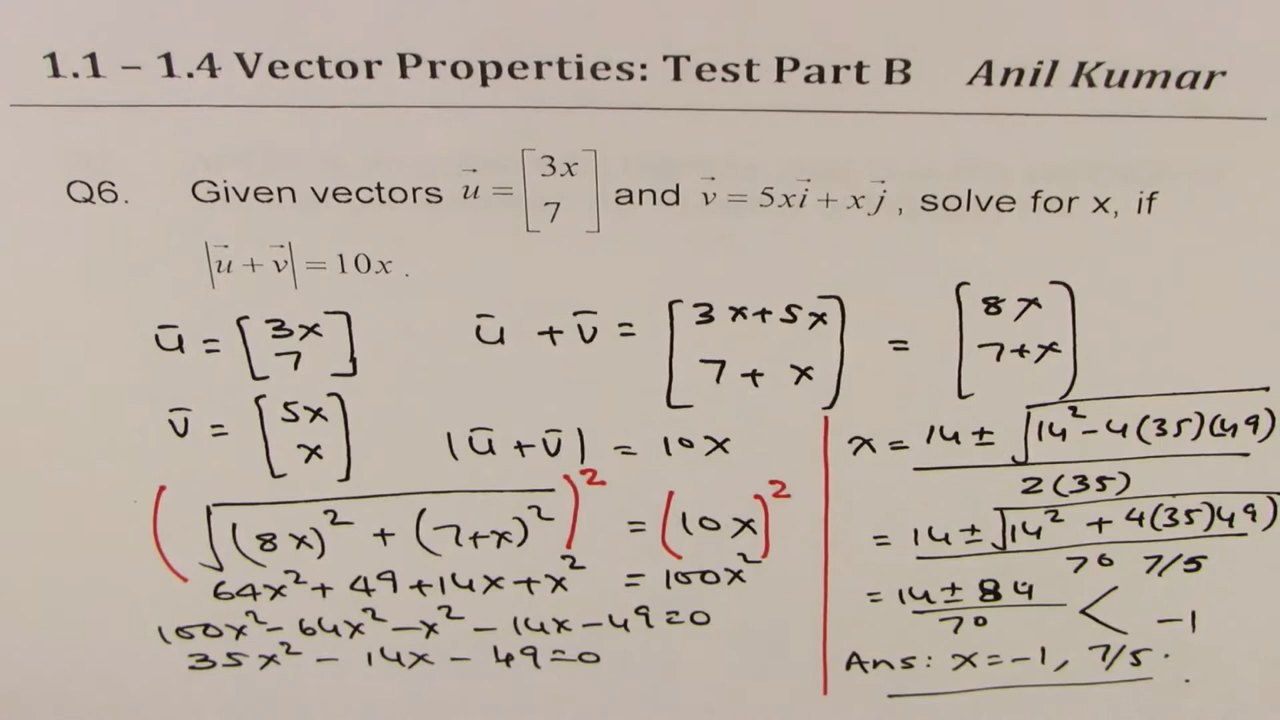 1.1 – 1.4 Vector Properties: Test Part B Anil Kumar
Q6. Given vectors u⃗ = [3x 7] and v⃗ = 5xi⃗ + xj⃗, solve for x, if
|u⃗ + v⃗| = 10x.
ū = [3x 7]
ū + v̄ = [3x+5x 7+x] = [8x 7+x]
v̄ = [5x x]
|ū + v̄| = 10x
(√((8x)² + (7+x)²))² = (10x)²
64x² + 49 + 14x + x² = 100x²
100x² - 64x² - x² - 14x - 49 = 0
35x² - 14x - 49 = 0
x = (14 ± √(14² - 4(35)(49))) / 2(35)
= (14 ± √(14² + 4(35)49)) / 70
= (14 ± 84) / 70 < 7/5 -1
Ans: x = -1, 7/5.